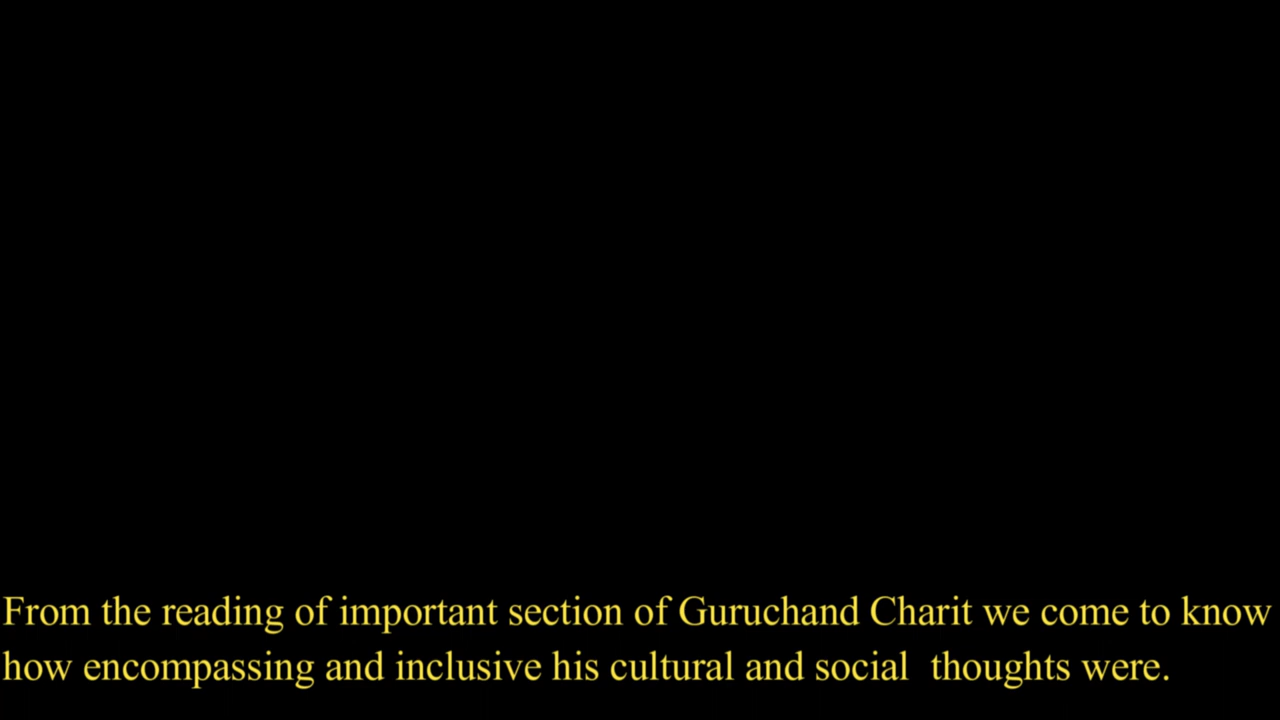 From the reading of important section of Guruchand Charit we come to know
how encompassing and inclusive his cultural and social  thoughts were.